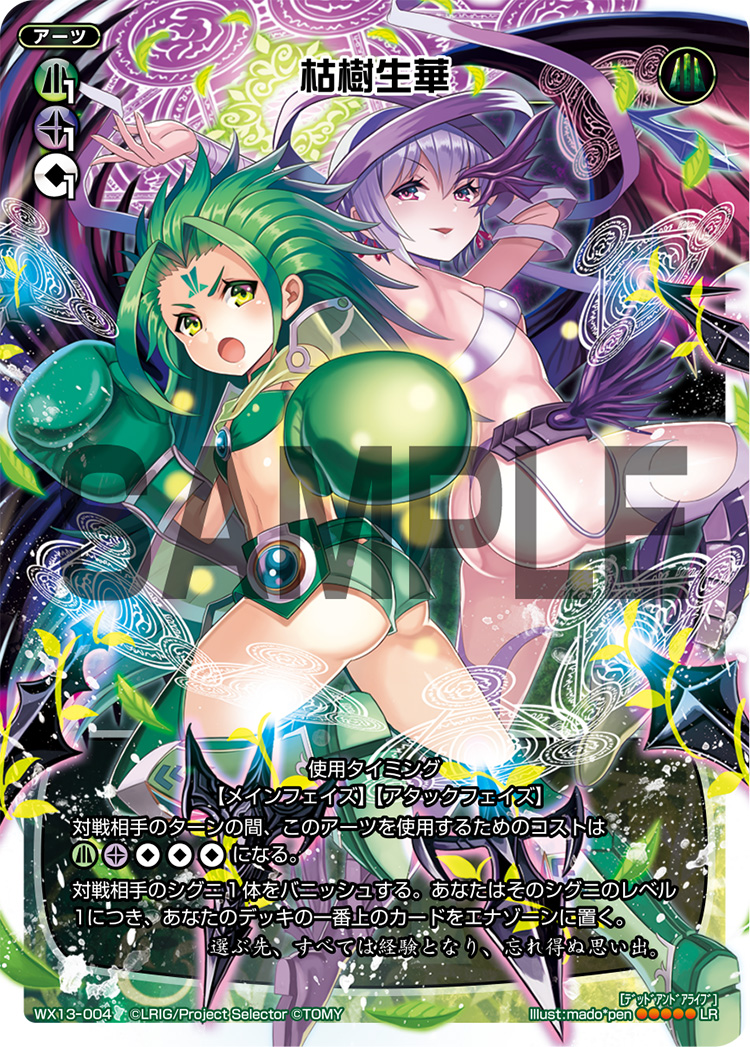 アーツ
枯樹生華
1
1
1
SAMPLE
使用タイミング
【メインフェイズ】【アタックフェイズ】
対戦相手のターンの間、このアーツを使用するためのコストは
になる。
対戦相手のシグニ1体をバニッシュする。あなたはそのシグニのレベル
1につき、あなたのデッキの一番上のカードをエナゾーンに置く。
選ぶ先、すべては経験となり、忘れ得ぬ思い出。
[デッドアンドアライブ]
WX13-004 ©LRIG/Project Selector ©TOMY Illust:mado*pen LR